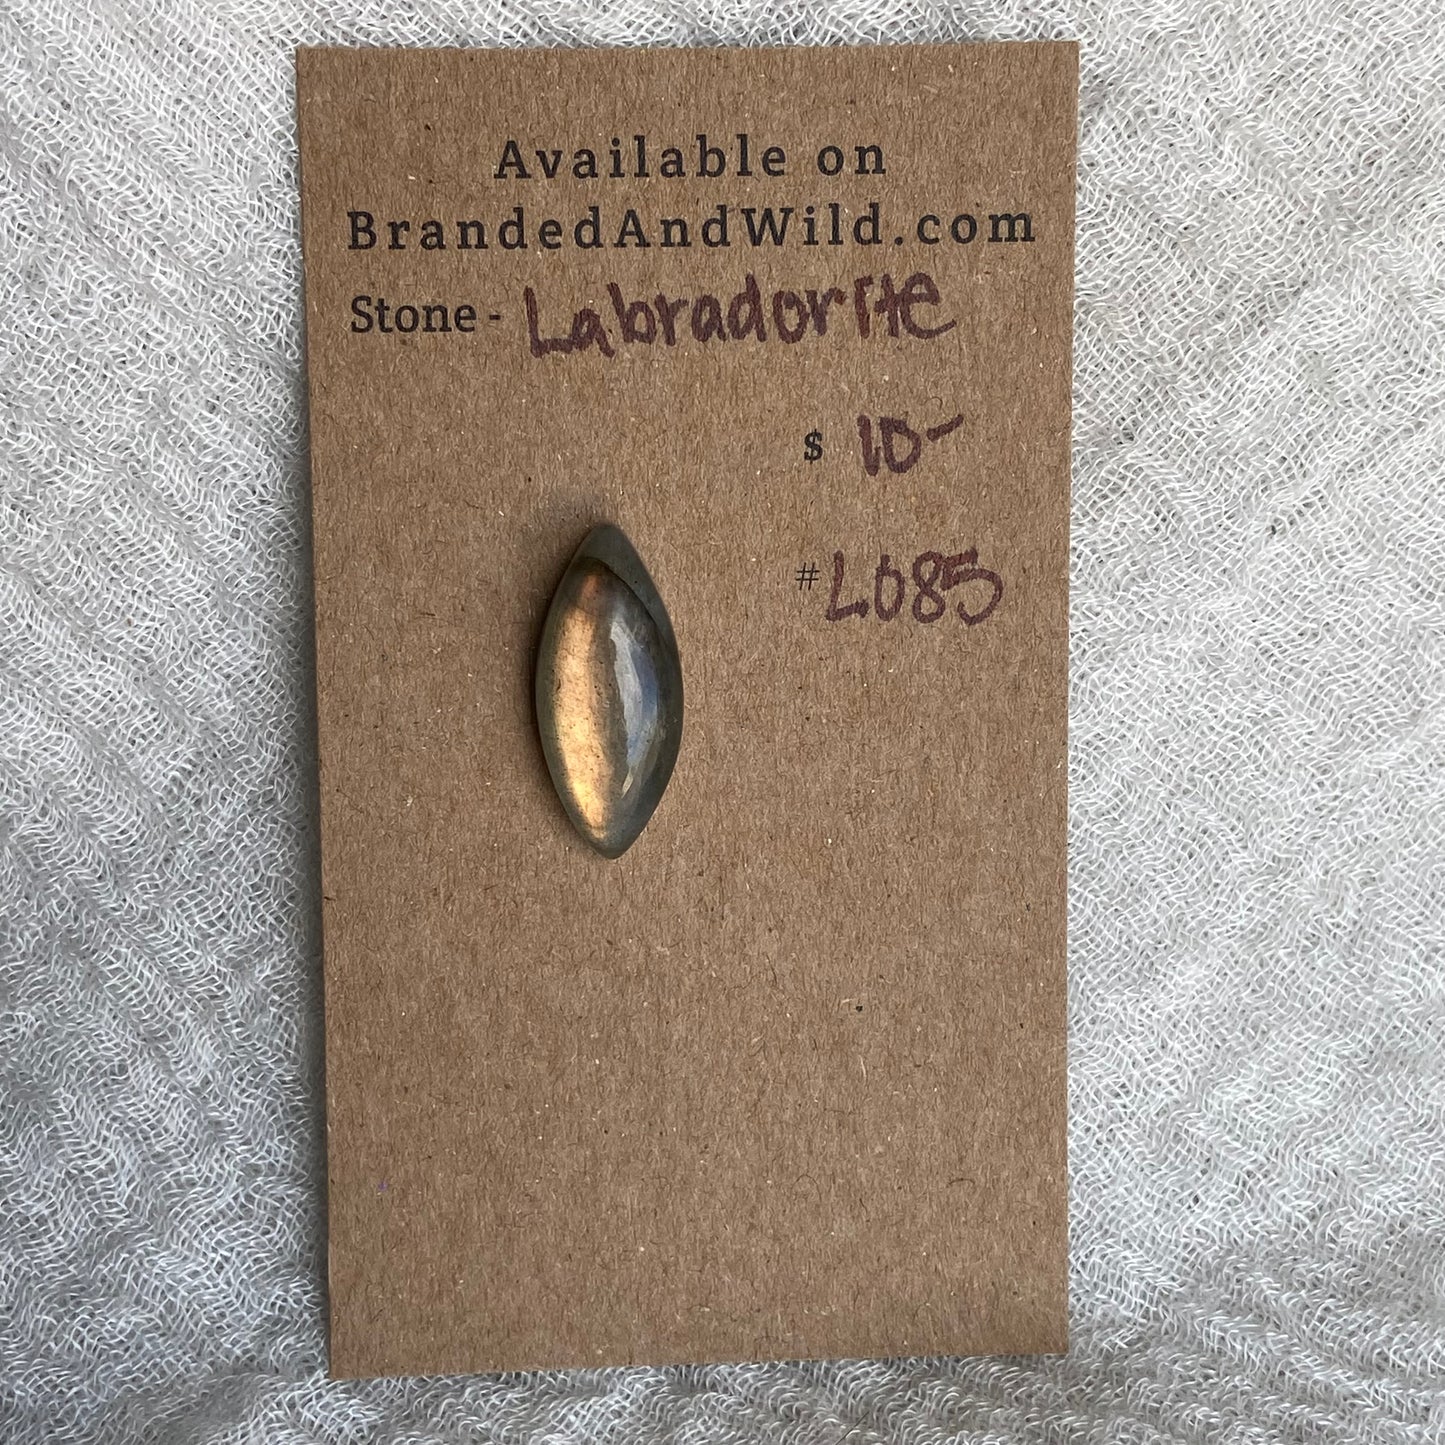 Available on
BrandedAndWild.com
Stone - Labradorite
$ 10-
# L085